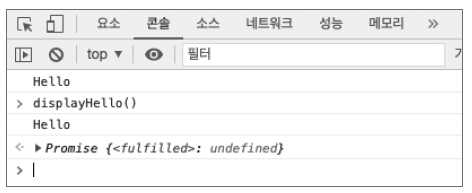 요소 콘솔 소스 네트워크 성능 메모리 »
top ▼ 필터
Hello
> displayHello()
Hello
<· ▶Promise {<fulfilled>: undefined}
>